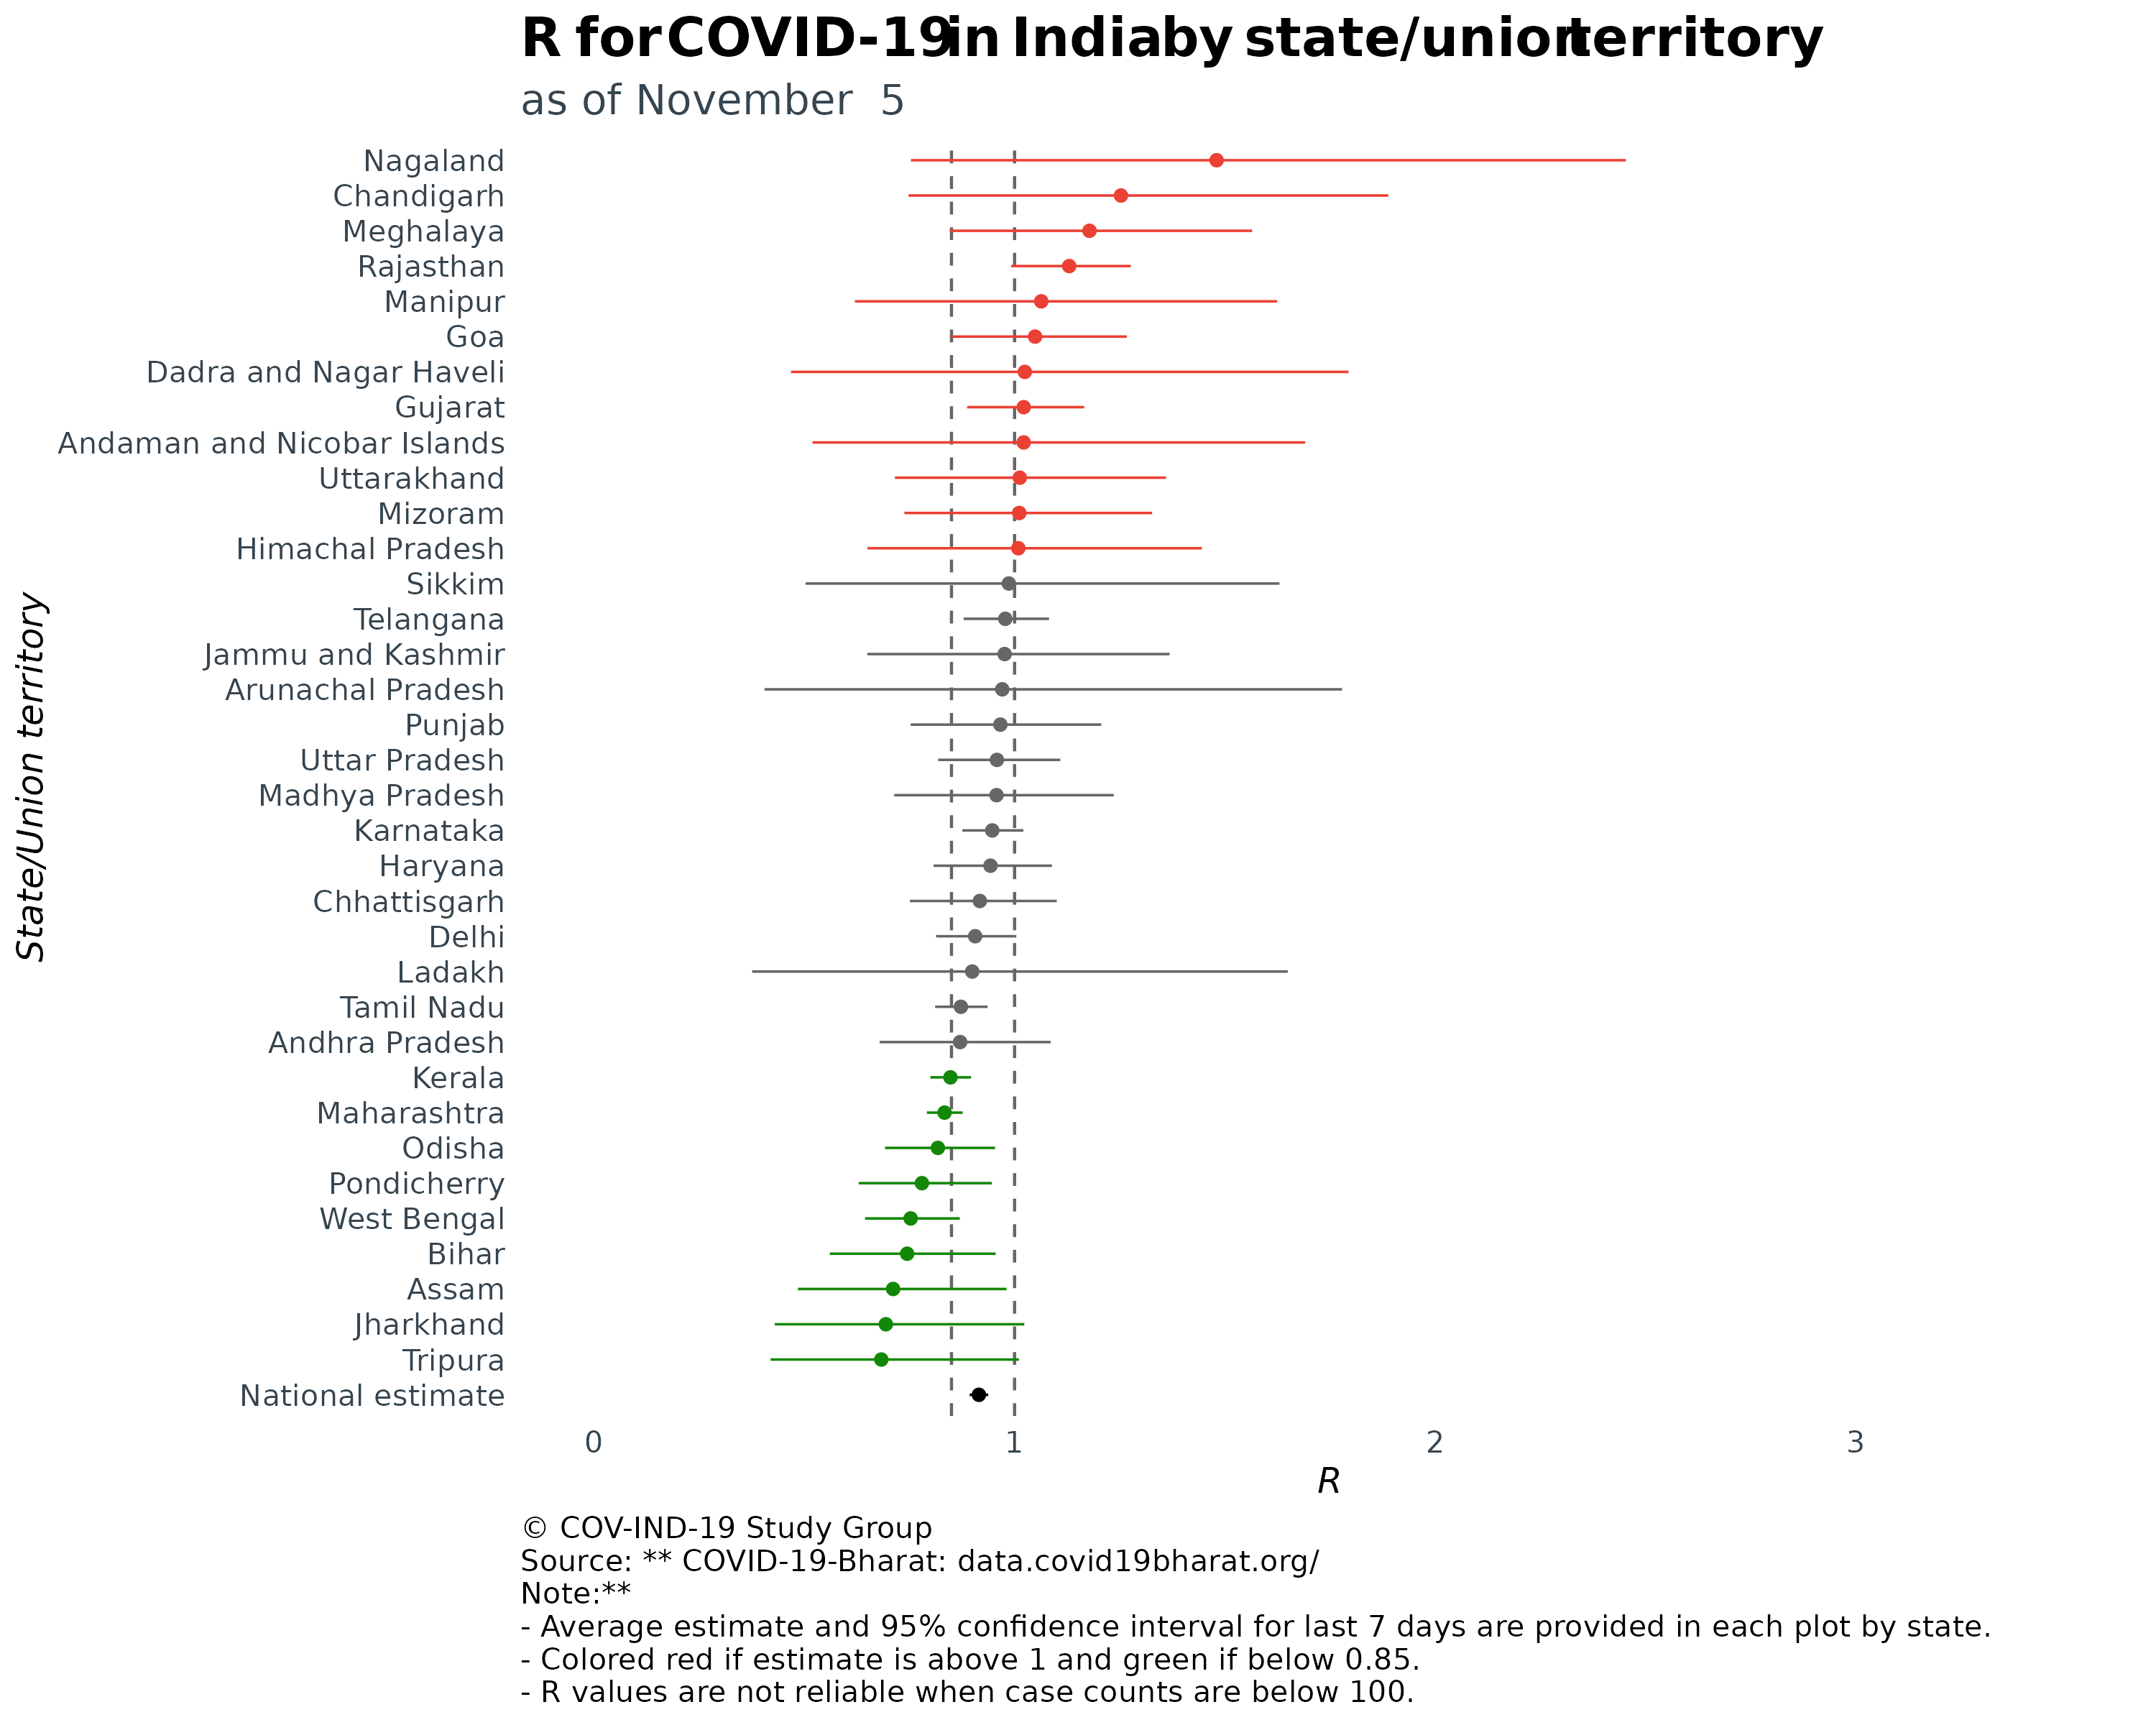 R for COVID-19 in India by state/union territory
as of November 5
Nagaland
Chandigarh
Meghalaya
Rajasthan
Manipur
Goa
Dadra and Nagar Haveli
Gujarat
Andaman and Nicobar Islands
Uttarakhand
Mizoram
Himachal Pradesh
Sikkim
Telangana
Jammu and Kashmir
Arunachal Pradesh
Punjab
Uttar Pradesh
Madhya Pradesh
Karnataka
Haryana
Chhattisgarh
Delhi
Ladakh
Tamil Nadu
Andhra Pradesh
Kerala
Maharashtra
Odisha
Pondicherry
West Bengal
Bihar
Assam
Jharkhand
Tripura
National estimate
State/Union territory
0 1 2 3
R
© COV-IND-19 Study Group
Source: ** COVID-19-Bharat: data.covid19bharat.org/
Note:**
- Average estimate and 95% confidence interval for last 7 days are provided in each plot by state.
- Colored red if estimate is above 1 and green if below 0.85.
- R values are not reliable when case counts are below 100.